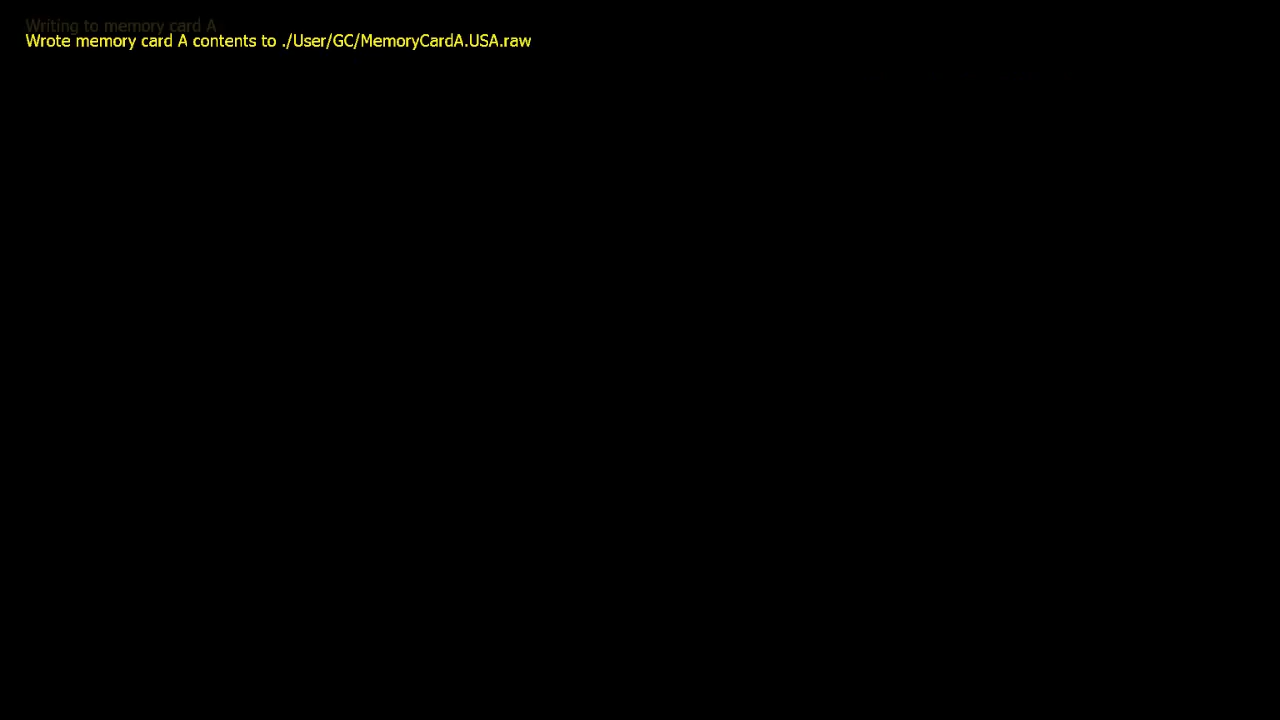 Writing to memory card A
Wrote memory card A contents to ./User/GC/MemoryCardA.USA.raw